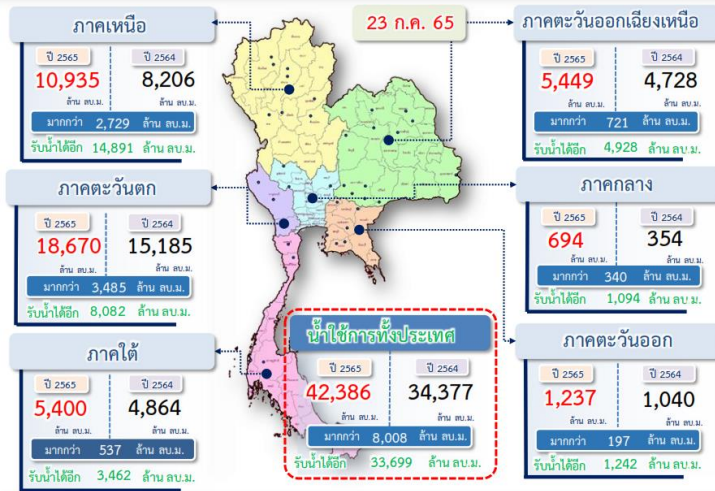 23 ก.ค. 65
ภาคเหนือ
ปี 2565 ปี 2564
10,935 8,206
ล้าน ลบ.ม. ล้าน ลบ.ม.
มากกว่า 2,729 ล้าน ลบ.ม.
รับน้ำได้อีก 14,891 ล้าน ลบ.ม.
ภาคตะวันออกเฉียงเหนือ
ปี 2565 ปี 2564
5,449 4,728
ล้าน ลบ.ม. ล้าน ลบ.ม.
มากกว่า 721 ล้าน ลบ.ม.
รับน้ำได้อีก 4,928 ล้าน ลบ.ม.
ภาคตะวันตก
ปี 2565 ปี 2564
18,670 15,185
ล้าน ลบ.ม. ล้าน ลบ.ม.
มากกว่า 3,485 ล้าน ลบ.ม.
รับน้ำได้อีก 8,082 ล้าน ลบ.ม.
ภาคกลาง
ปี 2565 ปี 2564
694 354
ล้าน ลบ.ม. ล้าน ลบ.ม.
มากกว่า 340 ล้าน ลบ.ม.
รับน้ำได้อีก 1,094 ล้าน ลบ.ม.
ภาคใต้
ปี 2565 ปี 2564
5,400 4,864
ล้าน ลบ.ม. ล้าน ลบ.ม.
มากกว่า 537 ล้าน ลบ.ม.
รับน้ำได้อีก 3,462 ล้าน ลบ.ม.
น้ำใช้การทั้งประเทศ
ปี 2565 ปี 2564
42,386 34,377
ล้าน ลบ.ม. ล้าน ลบ.ม.
มากกว่า 8,008 ล้าน ลบ.ม.
รับน้ำได้อีก 33,699 ล้าน ลบ.ม.
ภาคตะวันออก
ปี 2565 ปี 2564
1,237 1,040
ล้าน ลบ.ม. ล้าน ลบ.ม.
มากกว่า 197 ล้าน ลบ.ม.
รับน้ำได้อีก 1,242 ล้าน ลบ.ม.